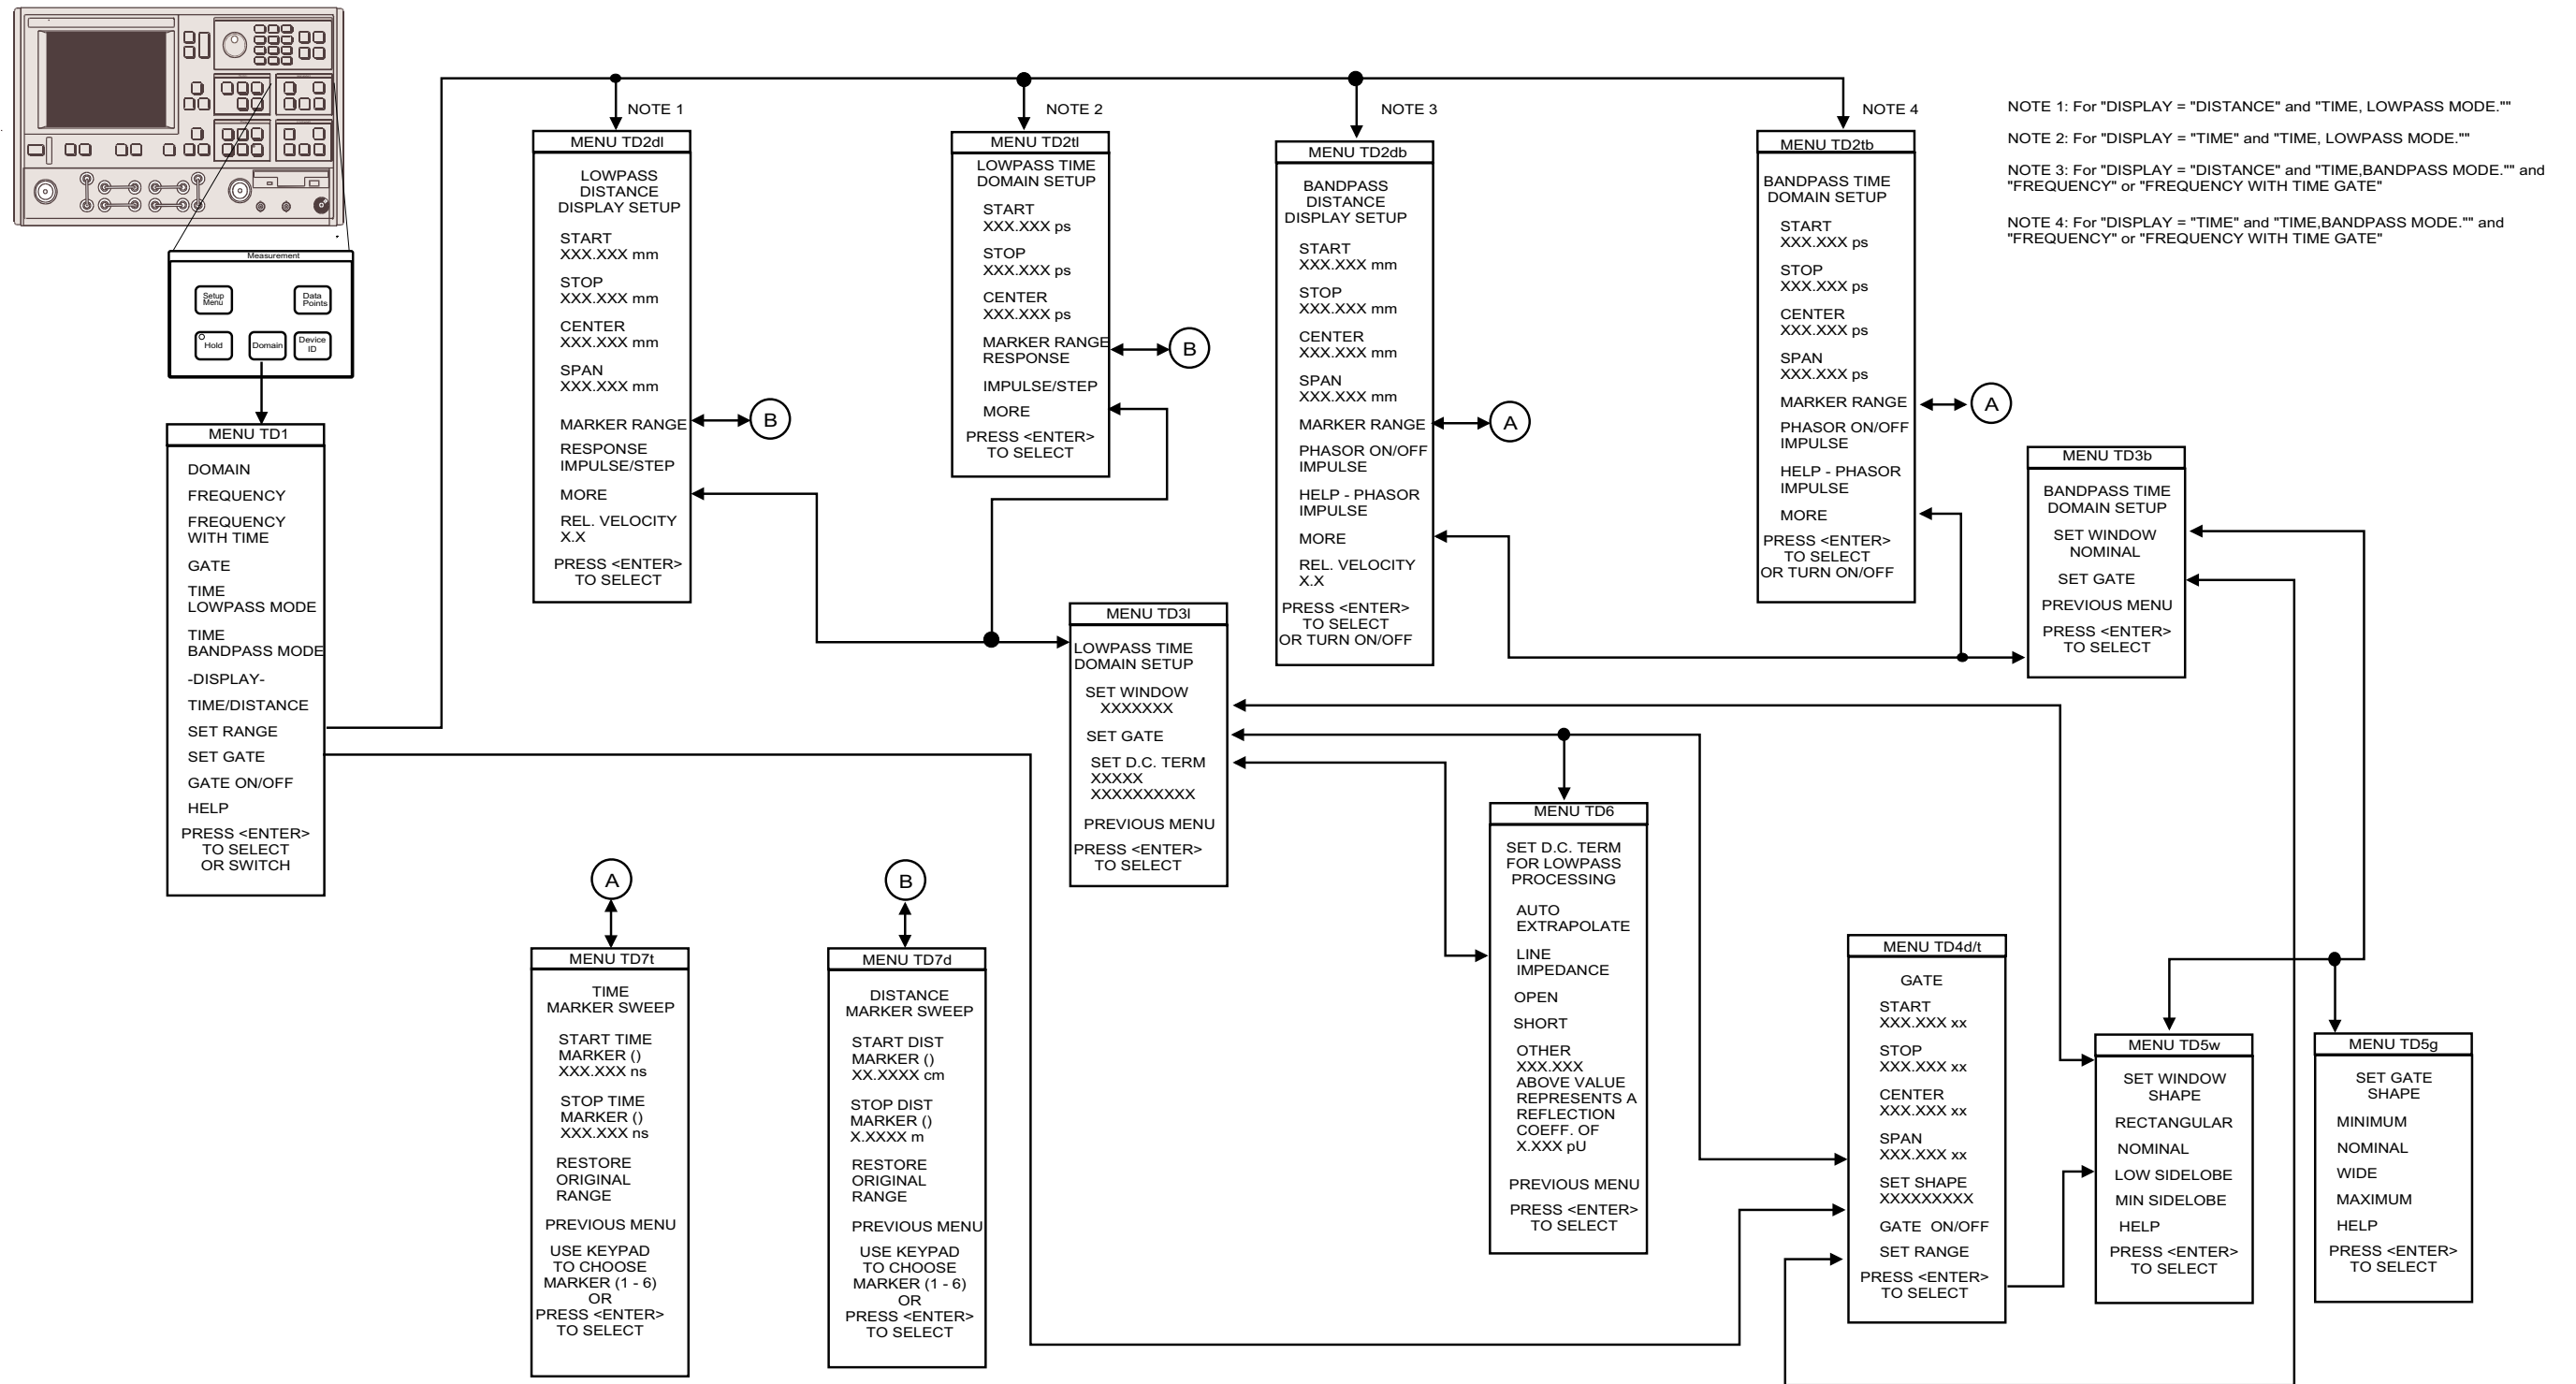 NOTE 1
NOTE 2
NOTE 3
NOTE 4
NOTE 1: For "DISPLAY = "DISTANCE" and "TIME, LOWPASS MODE.""
NOTE 2: For "DISPLAY = "TIME" and "TIME, LOWPASS MODE.""
NOTE 3: For "DISPLAY = "DISTANCE" and "TIME,BANDPASS MODE."" and
"FREQUENCY" or "FREQUENCY WITH TIME GATE"
NOTE 4: For "DISPLAY = "TIME" and "TIME,BANDPASS MODE."" and
"FREQUENCY" or "FREQUENCY WITH TIME GATE"
Measurement
Setup
Menu
Data
Points
Hold
Domain
Device
ID
MENU TD1
DOMAIN
FREQUENCY
FREQUENCY
WITH TIME
GATE
TIME
LOWPASS MODE
TIME
BANDPASS MODE
-DISPLAY-
TIME/DISTANCE
SET RANGE
SET GATE
GATE ON/OFF
HELP
PRESS <ENTER>
TO SELECT
OR SWITCH
MENU TD2dl
LOWPASS
DISTANCE
DISPLAY SETUP
START
XXX.XXX mm
STOP
XXX.XXX mm
CENTER
XXX.XXX mm
SPAN
XXX.XXX mm
MARKER RANGE
B
RESPONSE
IMPULSE/STEP
MORE
REL. VELOCITY
X.X
PRESS <ENTER>
TO SELECT
MENU TD2tl
LOWPASS TIME
DOMAIN SETUP
START
XXX.XXX ps
STOP
XXX.XXX ps
CENTER
XXX.XXX ps
MARKER RANGE
RESPONSE
B
IMPULSE/STEP
MORE
PRESS <ENTER>
TO SELECT
MENU TD2db
BANDPASS
DISTANCE
DISPLAY SETUP
START
XXX.XXX mm
STOP
XXX.XXX mm
CENTER
XXX.XXX mm
SPAN
XXX.XXX mm
MARKER RANGE
A
PHASOR ON/OFF
IMPULSE
HELP - PHASOR
IMPULSE
MORE
REL. VELOCITY
X.X
PRESS <ENTER>
TO SELECT
OR TURN ON/OFF
MENU TD2tb
BANDPASS TIME
DOMAIN SETUP
START
XXX.XXX ps
STOP
XXX.XXX ps
CENTER
XXX.XXX ps
SPAN
XXX.XXX ps
MARKER RANGE
A
PHASOR ON/OFF
IMPULSE
HELP - PHASOR
IMPULSE
MORE
PRESS <ENTER>
TO SELECT
OR TURN ON/OFF
MENU TD3b
BANDPASS TIME
DOMAIN SETUP
SET WINDOW
NOMINAL
SET GATE
PREVIOUS MENU
PRESS <ENTER>
TO SELECT
MENU TD3l
LOWPASS TIME
DOMAIN SETUP
SET WINDOW
XXXXXXX
SET GATE
SET D.C. TERM
XXXXX
XXXXXXXXXX
PREVIOUS MENU
PRESS <ENTER>
TO SELECT
A
MENU TD7t
TIME
MARKER SWEEP
START TIME
MARKER ()
XXX.XXX ns
STOP TIME
MARKER ()
XXX.XXX ns
RESTORE
ORIGINAL
RANGE
PREVIOUS MENU
USE KEYPAD
TO CHOOSE
MARKER (1 - 6)
OR
PRESS <ENTER>
TO SELECT
B
MENU TD7d
DISTANCE
MARKER SWEEP
START DIST
MARKER ()
XX.XXXX cm
STOP DIST
MARKER ()
X.XXXX m
RESTORE
ORIGINAL
RANGE
PREVIOUS MENU
USE KEYPAD
TO CHOOSE
MARKER (1 - 6)
OR
PRESS <ENTER>
TO SELECT
MENU TD6
SET D.C. TERM
FOR LOWPASS
PROCESSING
AUTO
EXTRAPOLATE
LINE
IMPEDANCE
OPEN
SHORT
OTHER
XXX.XXX
ABOVE VALUE
REPRESENTS A
REFLECTION
COEFF. OF
X.XXX pU
PREVIOUS MENU
PRESS <ENTER>
TO SELECT
MENU TD4d/t
GATE
START
XXX.XXX xx
STOP
XXX.XXX xx
CENTER
XXX.XXX xx
SPAN
XXX.XXX xx
SET SHAPE
XXXXXXXXX
GATE ON/OFF
SET RANGE
PRESS <ENTER>
TO SELECT
MENU TD5w
SET WINDOW
SHAPE
RECTANGULAR
NOMINAL
LOW SIDELOBE
MIN SIDELOBE
HELP
PRESS <ENTER>
TO SELECT
MENU TD5g
SET GATE
SHAPE
MINIMUM
NOMINAL
WIDE
MAXIMUM
HELP
PRESS <ENTER>
TO SELECT